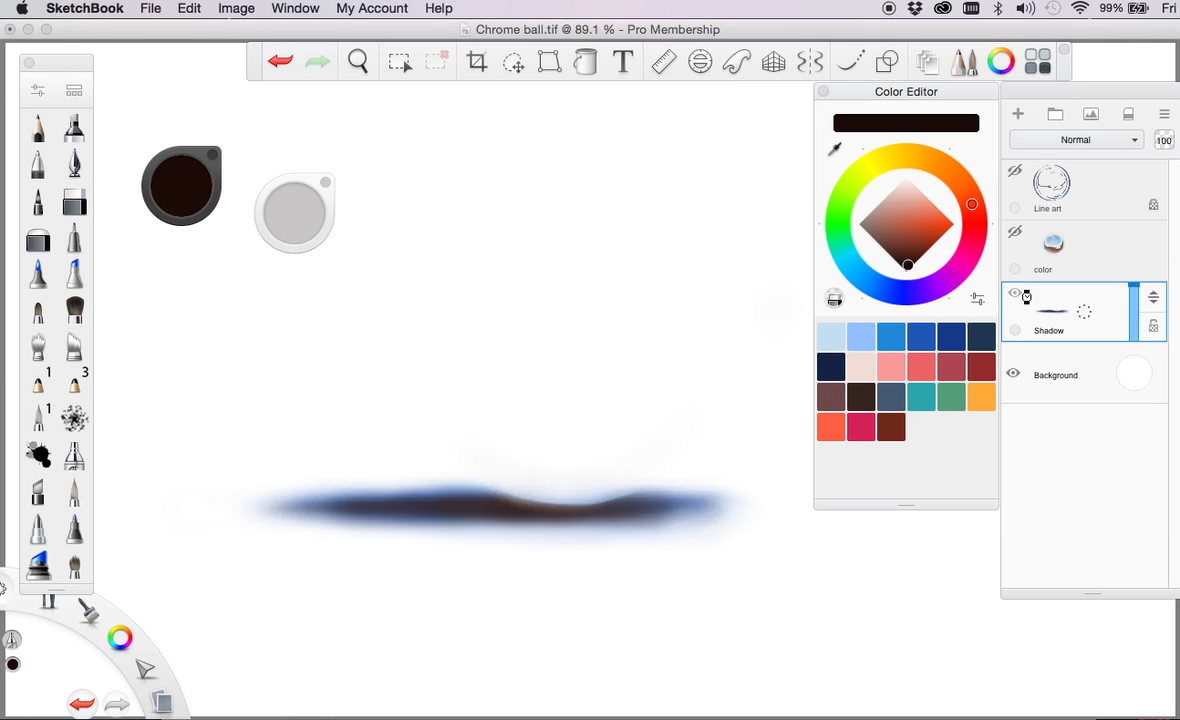 SketchBook File Edit Image Window My Account Help 99% Fri
Chrome ball.tif @ 89.1 % - Pro Membership
T
Color Editor
Normal 100
Line art
color
Shadow
Background
1 3
1